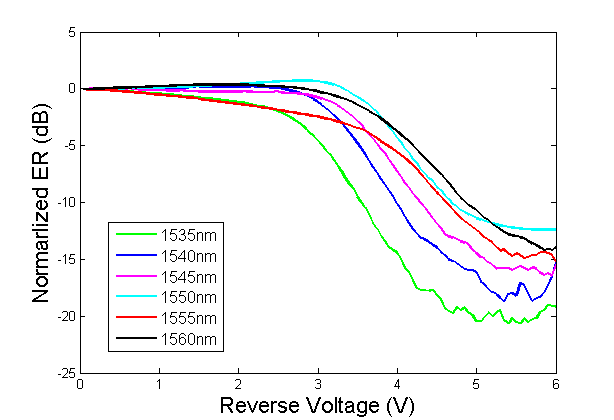 5
0
-5
-10
-15
-20
-25
0 1 2 3 4 5 6
Normarlized ER (dB)
Reverse Voltage (V)
1535nm
1540nm
1545nm
1550nm
1555nm
1560nm